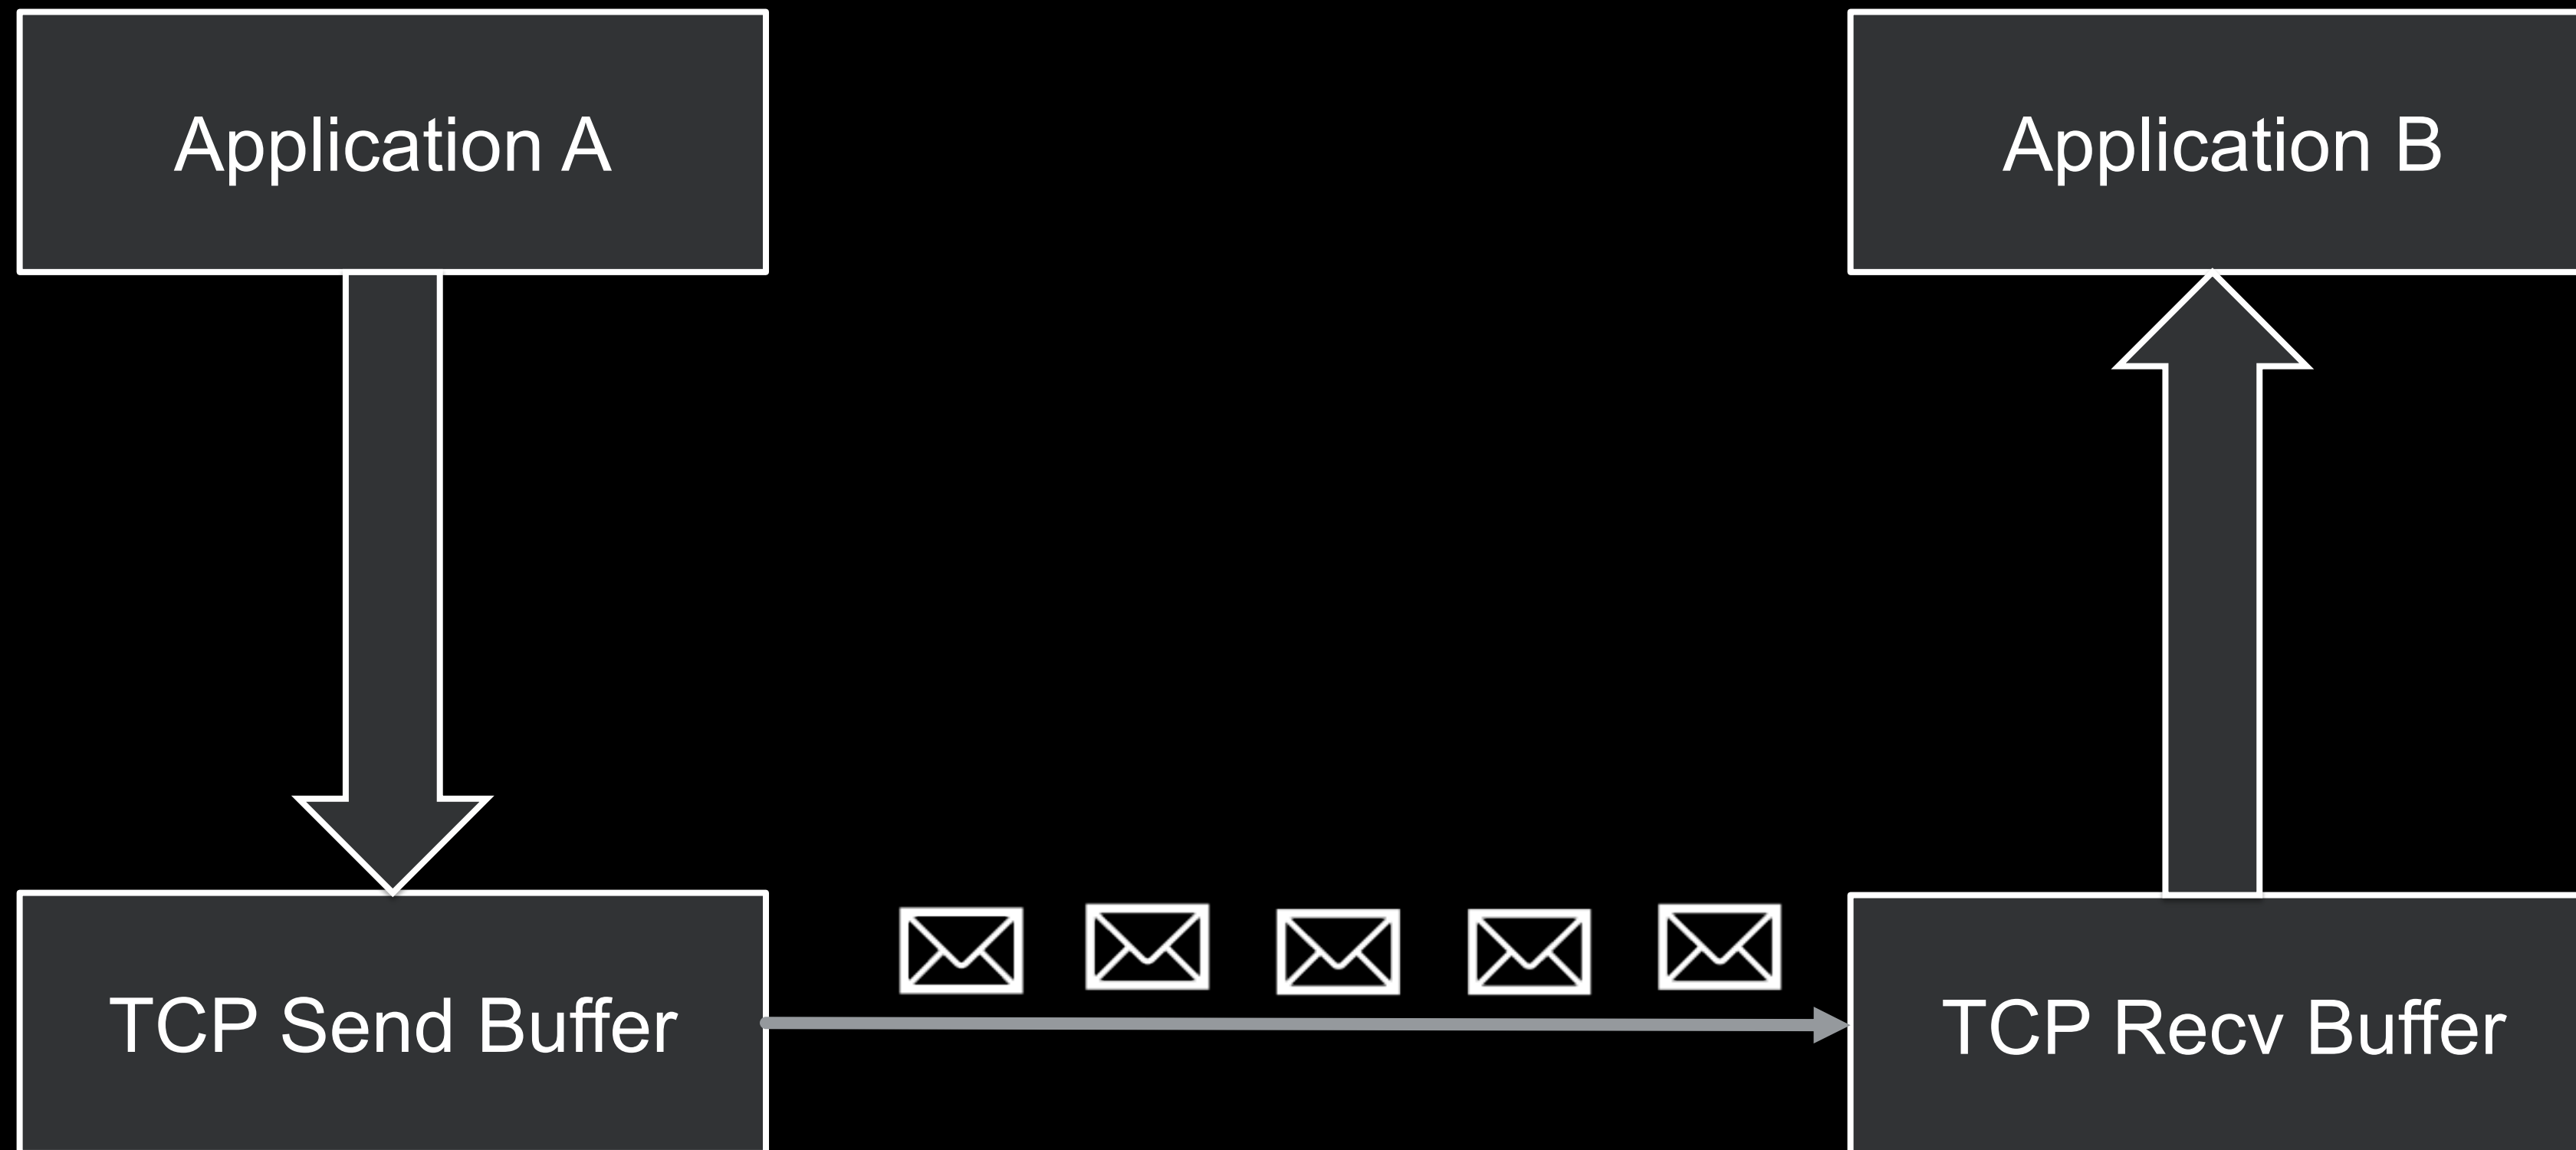 Application A
Application B
TCP Send Buffer
TCP Recv Buffer